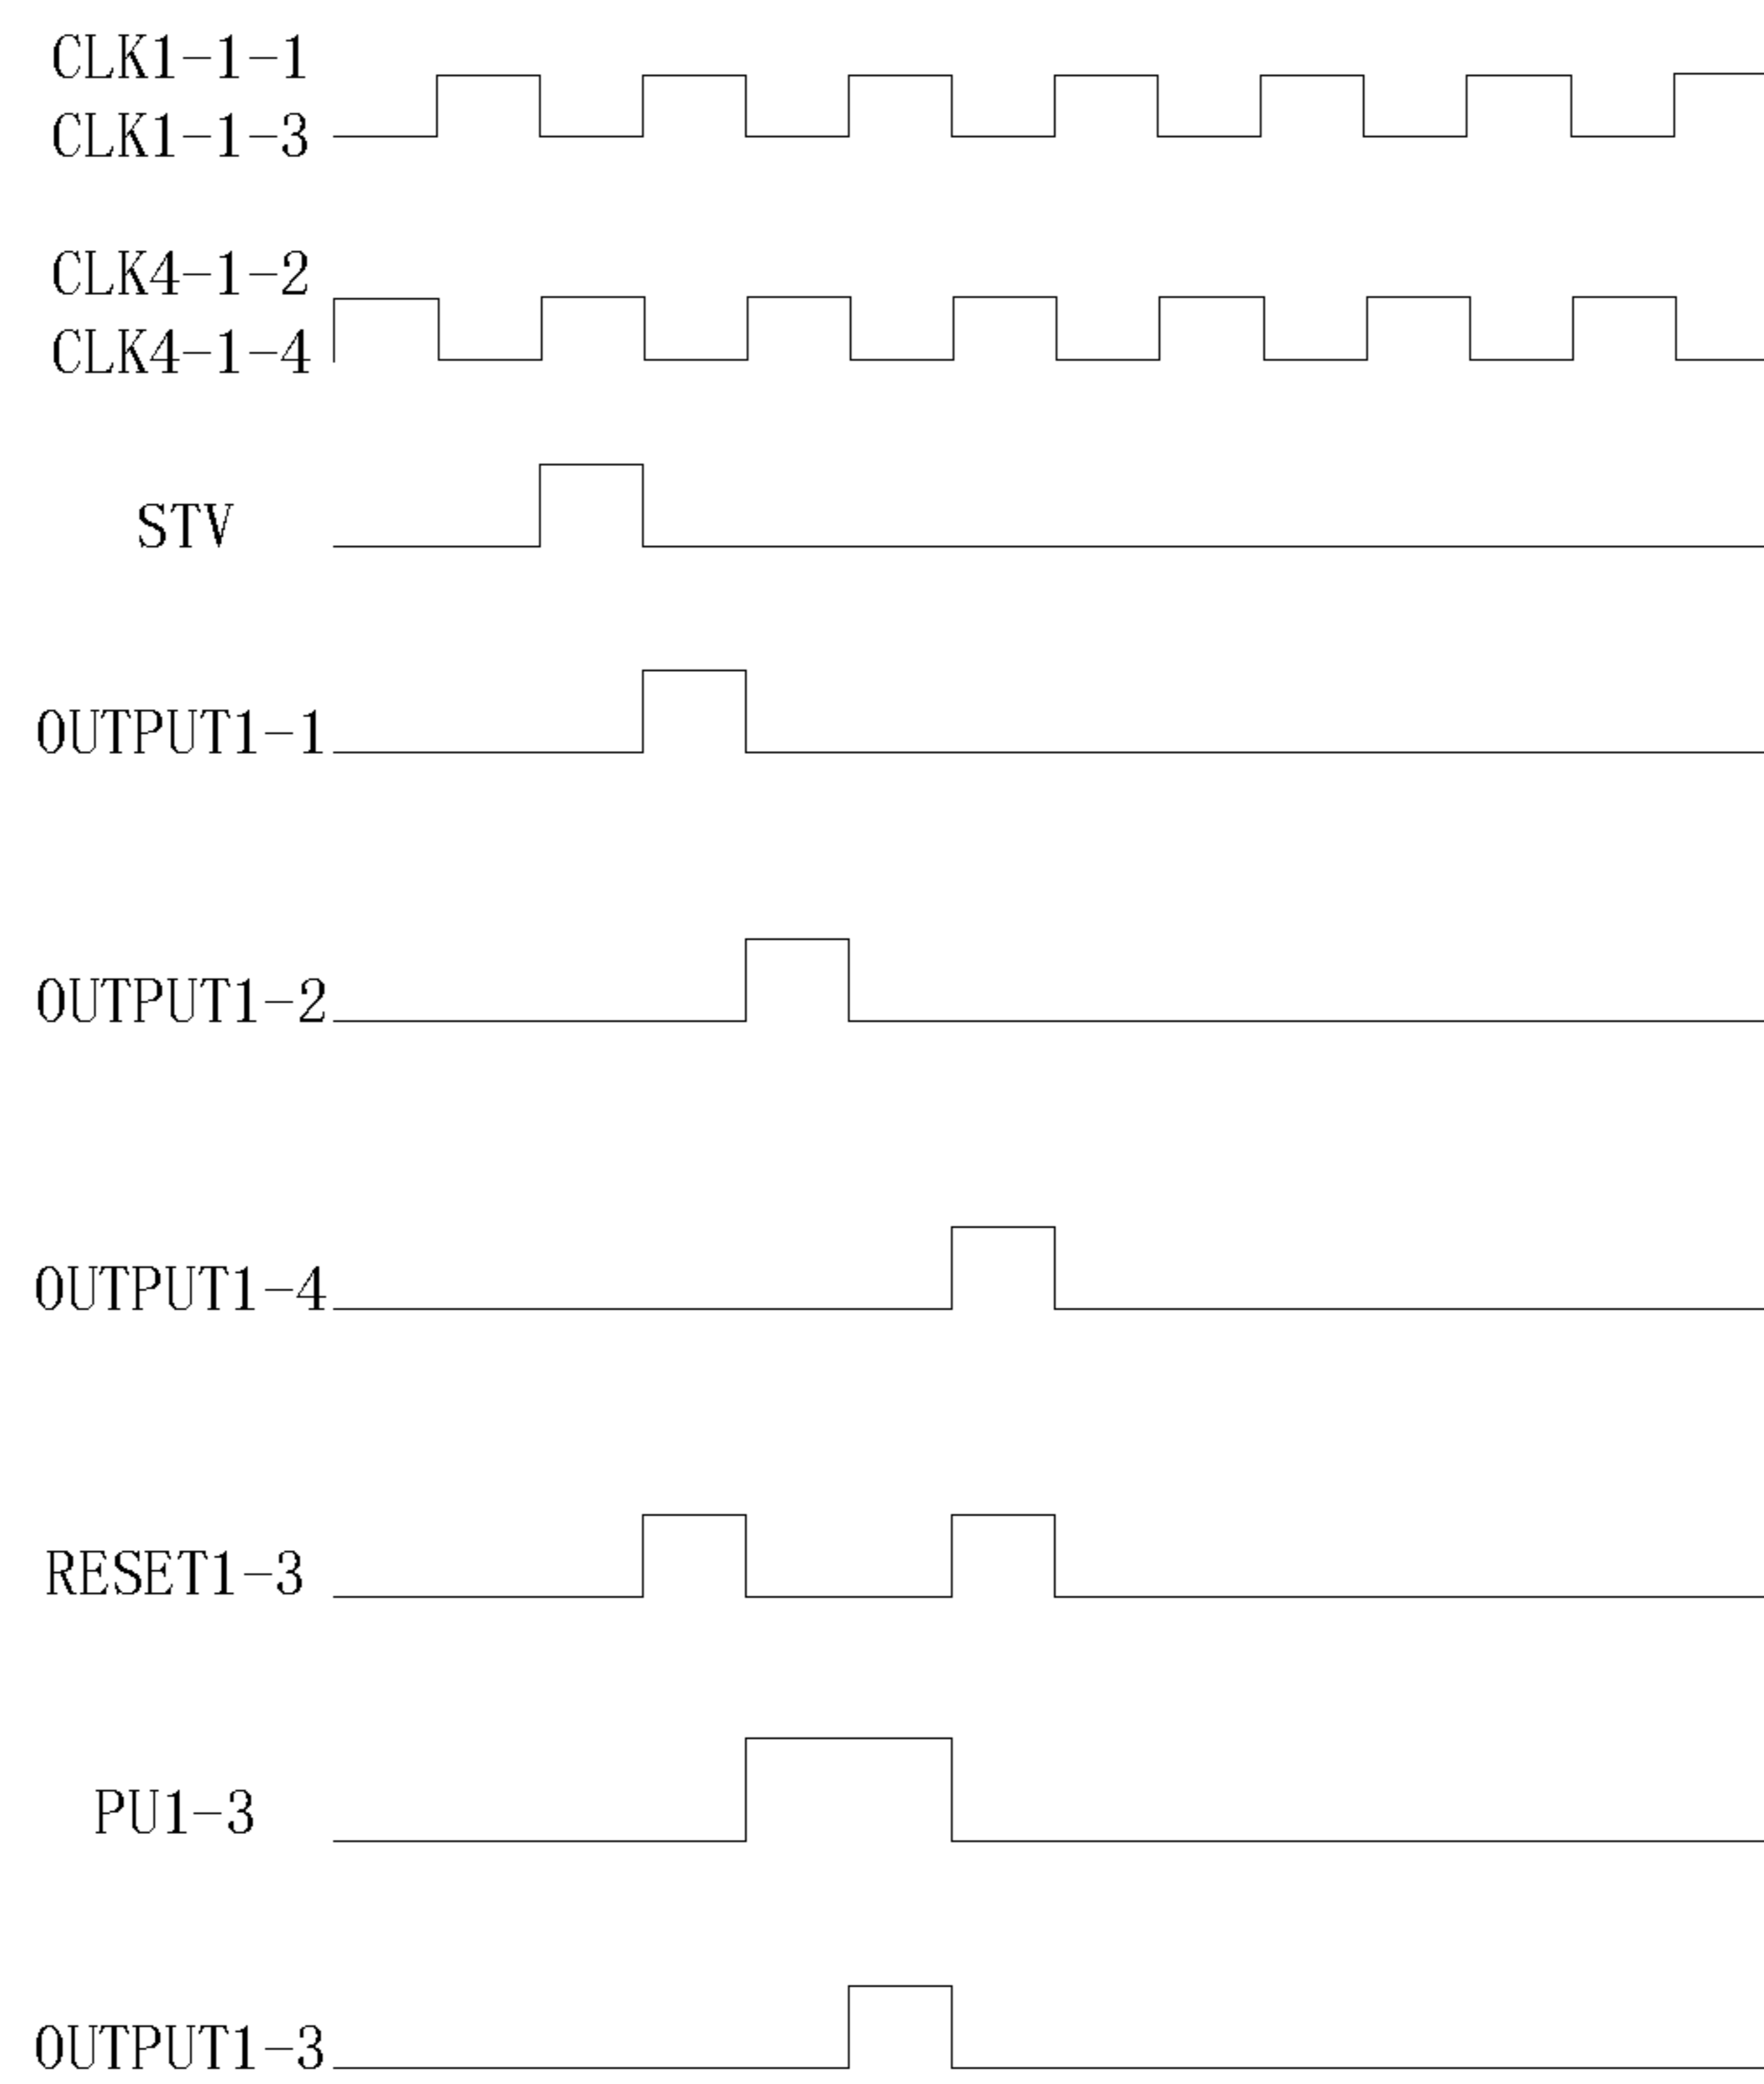 CLK1-1-1
CLK1-1-3
CLK4-1-2
CLK4-1-4
STV
OUTPUT1-1
OUTPUT1-2
OUTPUT1-4
RESET1-3
PU1-3
OUTPUT1-3